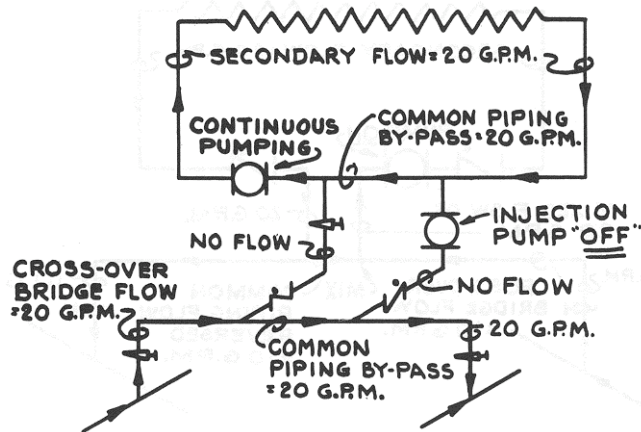 SECONDARY FLOW = 20 G.P.M.
CONTINUOUS
PUMPING
COMMON PIPING
BY-PASS = 20 G.P.M.
INJECTION
PUMP "OFF"
NO FLOW
NO FLOW
CROSS-OVER
BRIDGE FLOW
= 20 G.P.M.
20 G.P.M.
COMMON
PIPING BY-PASS
= 20 G.P.M.